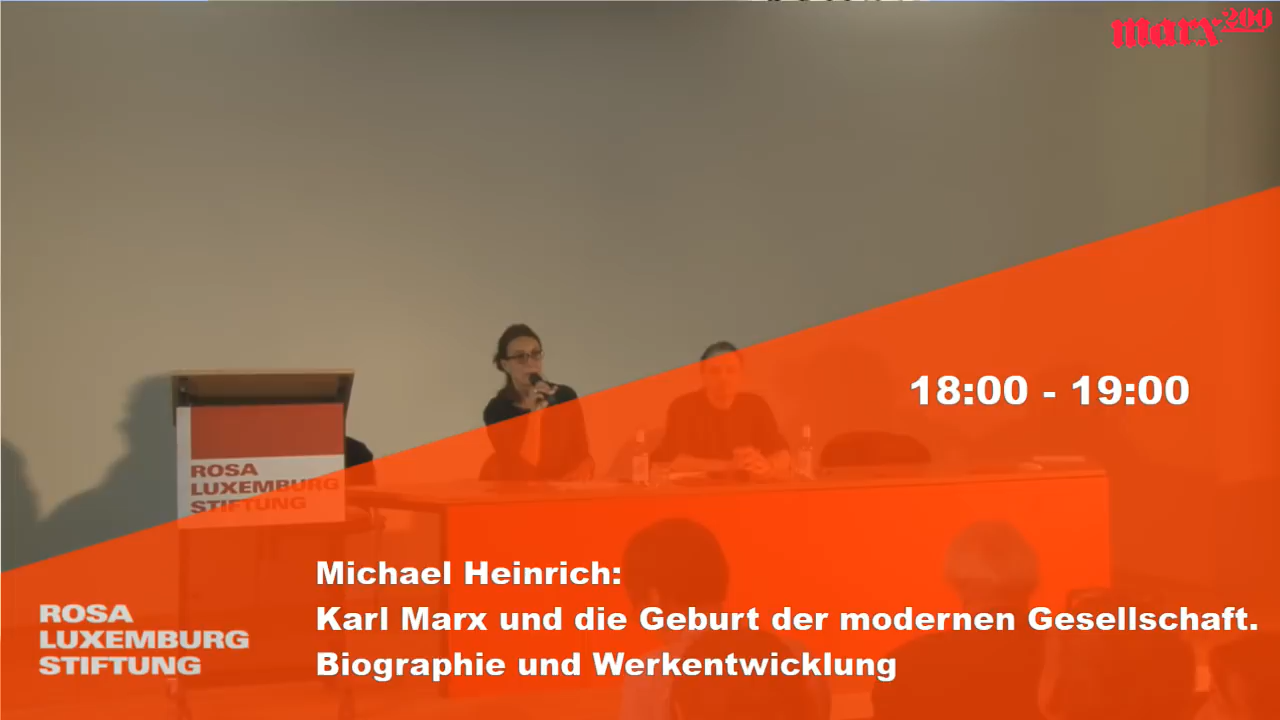 marx200
18:00 - 19:00
ROSA
LUXEMBURG
STIFTUNG
Michael Heinrich:
Karl Marx und die Geburt der modernen Gesellschaft.
Biographie und Werkentwicklung
ROSA
LUXEMBURG
STIFTUNG